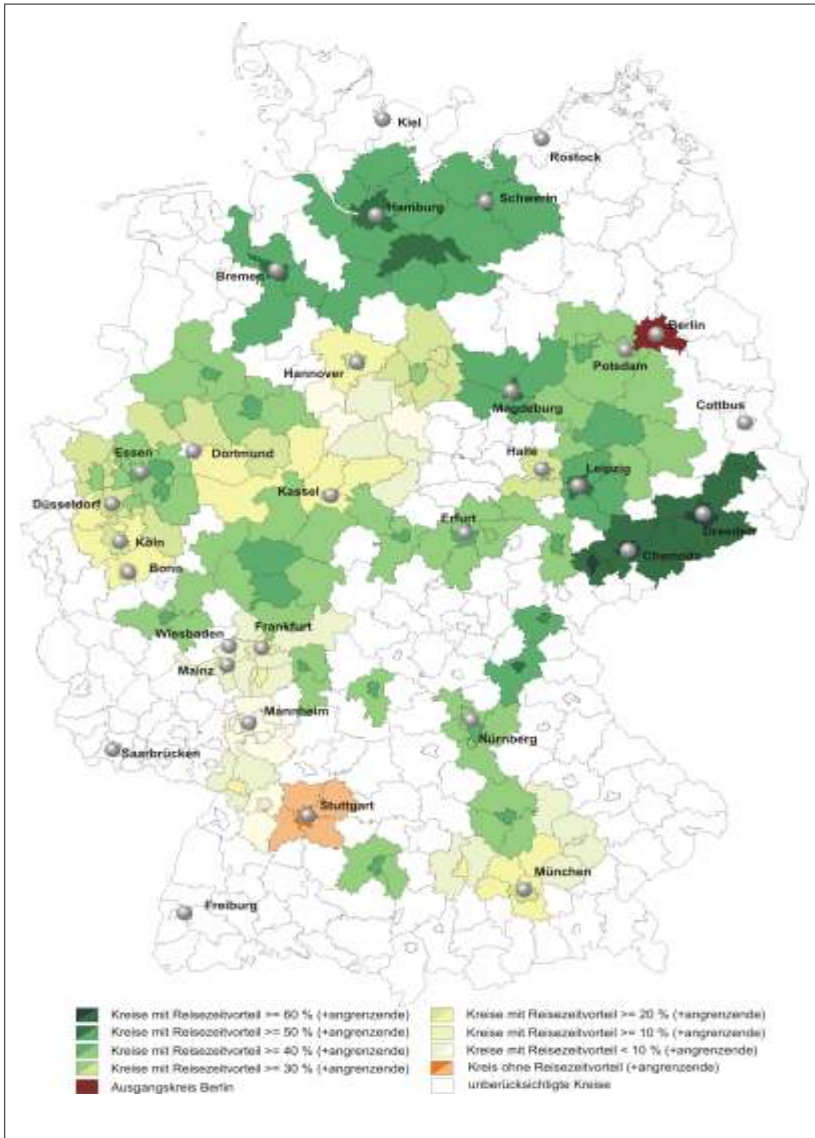 Kiel
Rostock
Hamburg
Schwerin
Bremen
Berlin
Hannover
Potsdam
Magdeburg
Cottbus
Essen
Dortmund
Halle
Leipzig
Düsseldorf
Kassel
Erfurt
Dresden
Köln
Chemnitz
Bonn
Wiesbaden
Frankfurt
Mainz
Mannheim
Nürnberg
Saarbrücken
Stuttgart
München
Freiburg
Kreise mit Reisezeitvorteil >= 60 % (+angrenzende)
Kreise mit Reisezeitvorteil >= 50 % (+angrenzende)
Kreise mit Reisezeitvorteil >= 40 % (+angrenzende)
Kreise mit Reisezeitvorteil >= 30 % (+angrenzende)
Ausgangskreis Berlin
Kreise mit Reisezeitvorteil >= 20 % (+angrenzende)
Kreise mit Reisezeitvorteil >= 10 % (+angrenzende)
Kreise mit Reisezeitvorteil < 10 % (+angrenzende)
Kreis ohne Reisezeitvorteil (+angrenzende)
unberücksichtigte Kreise